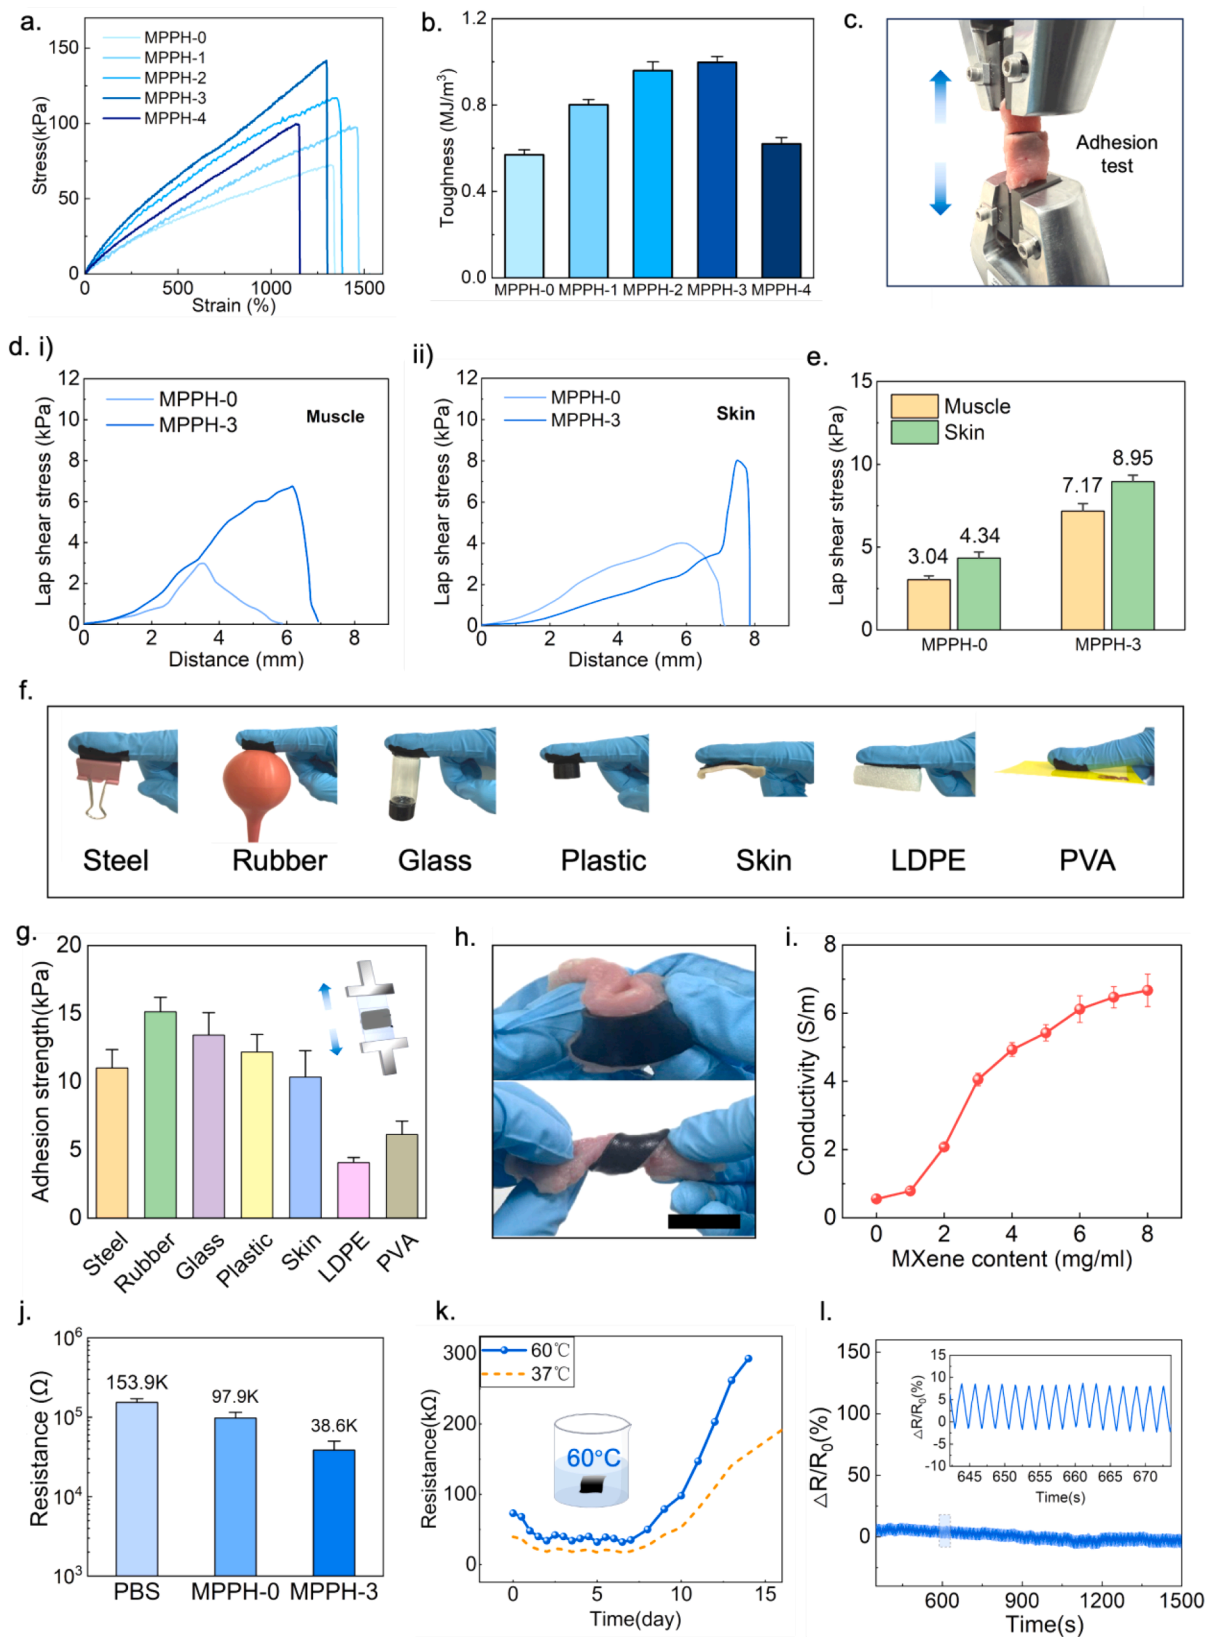 a.
150
100
50
0
Stress(kPa)
MPPH-0
MPPH-1
MPPH-2
MPPH-3
MPPH-4
0 500 1000 1500
Strain (%)
b.
1.2
0.8
0.4
0.0
Toughness (MJ/m³)
MPPH-0 MPPH-1 MPPH-2 MPPH-3 MPPH-4
c.
Adhesion
test
d. i)
12
10
8
6
4
2
0
Lap shear stress (kPa)
MPPH-0
MPPH-3
Muscle
0 2 4 6 8
Distance (mm)
ii)
12
10
8
6
4
2
0
Lap shear stress (kPa)
MPPH-0
MPPH-3
Skin
0 2 4 6 8
Distance (mm)
e.
15
10
5
0
Lap shear stress (kPa)
Muscle
Skin
3.04
4.34
7.17
8.95
MPPH-0 MPPH-3
f.
Steel Rubber Glass Plastic Skin LDPE PVA
g.
20
15
10
5
0
Adhesion strength(kPa)
Steel Rubber Glass Plastic Skin LDPE PVA
h.
i.
8
6
4
2
0
Conductivity (S/m)
0 2 4 6 8
MXene content (mg/ml)
j.
10⁶
10⁵
10⁴
10³
Resistance (Ω)
153.9K
97.9K
38.6K
PBS MPPH-0 MPPH-3
k.
300
200
100
0
Resistance(kΩ)
60℃
37℃
60°C
0 5 10 15
Time(day)
l.
150
100
50
0
△R/R₀(%)
15
10
5
0
-5
-10
△R/R₀(%)
645 650 655 660 665 670
Time(s)
600 900 1200 1500
Time(s)